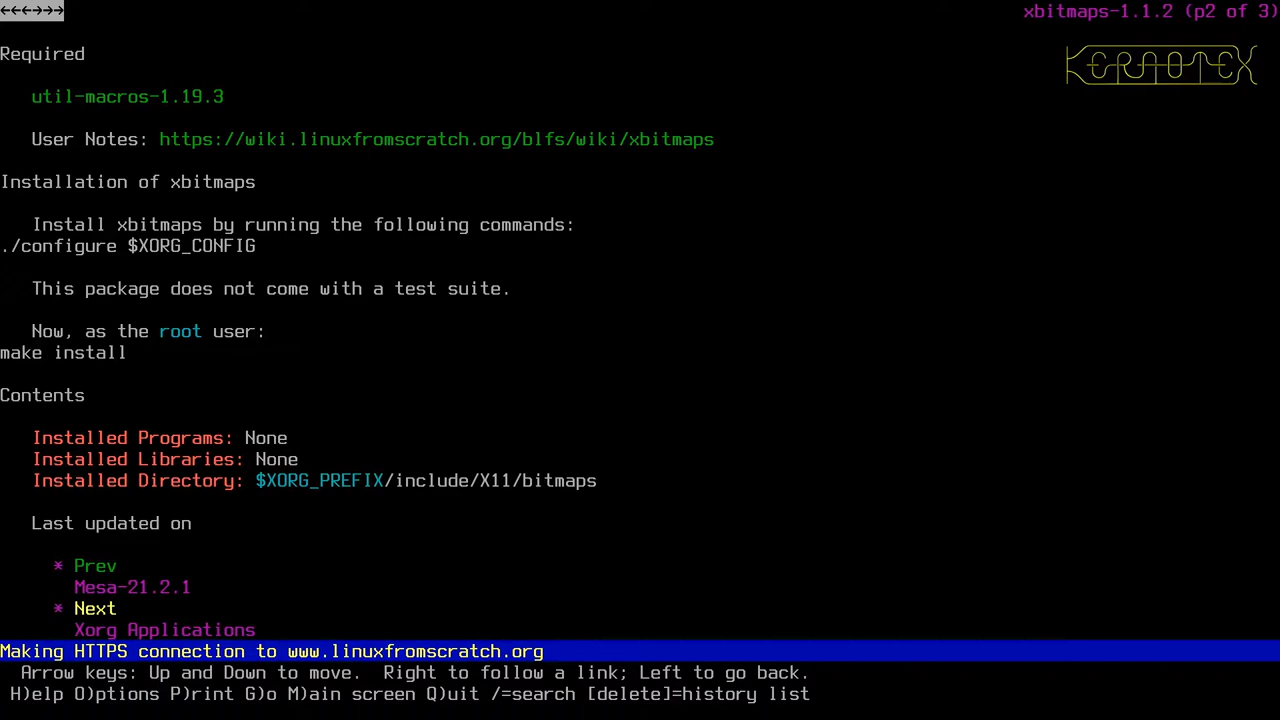 ←←←→→→
xbitmaps-1.1.2 (p2 of 3)
KERNOTEX
Required
util-macros-1.19.3
User Notes: https://wiki.linuxfromscratch.org/blfs/wiki/xbitmaps
Installation of xbitmaps
Install xbitmaps by running the following commands:
./configure $XORG_CONFIG
This package does not come with a test suite.
Now, as the root user:
make install
Contents
Installed Programs: None
Installed Libraries: None
Installed Directory: $XORG_PREFIX/include/X11/bitmaps
Last updated on
* Prev
Mesa-21.2.1
* Next
Xorg Applications
Making HTTPS connection to www.linuxfromscratch.org
Arrow keys: Up and Down to move. Right to follow a link; Left to go back.
H)elp O)ptions P)rint G)o M)ain screen Q)uit /=search [delete]=history list